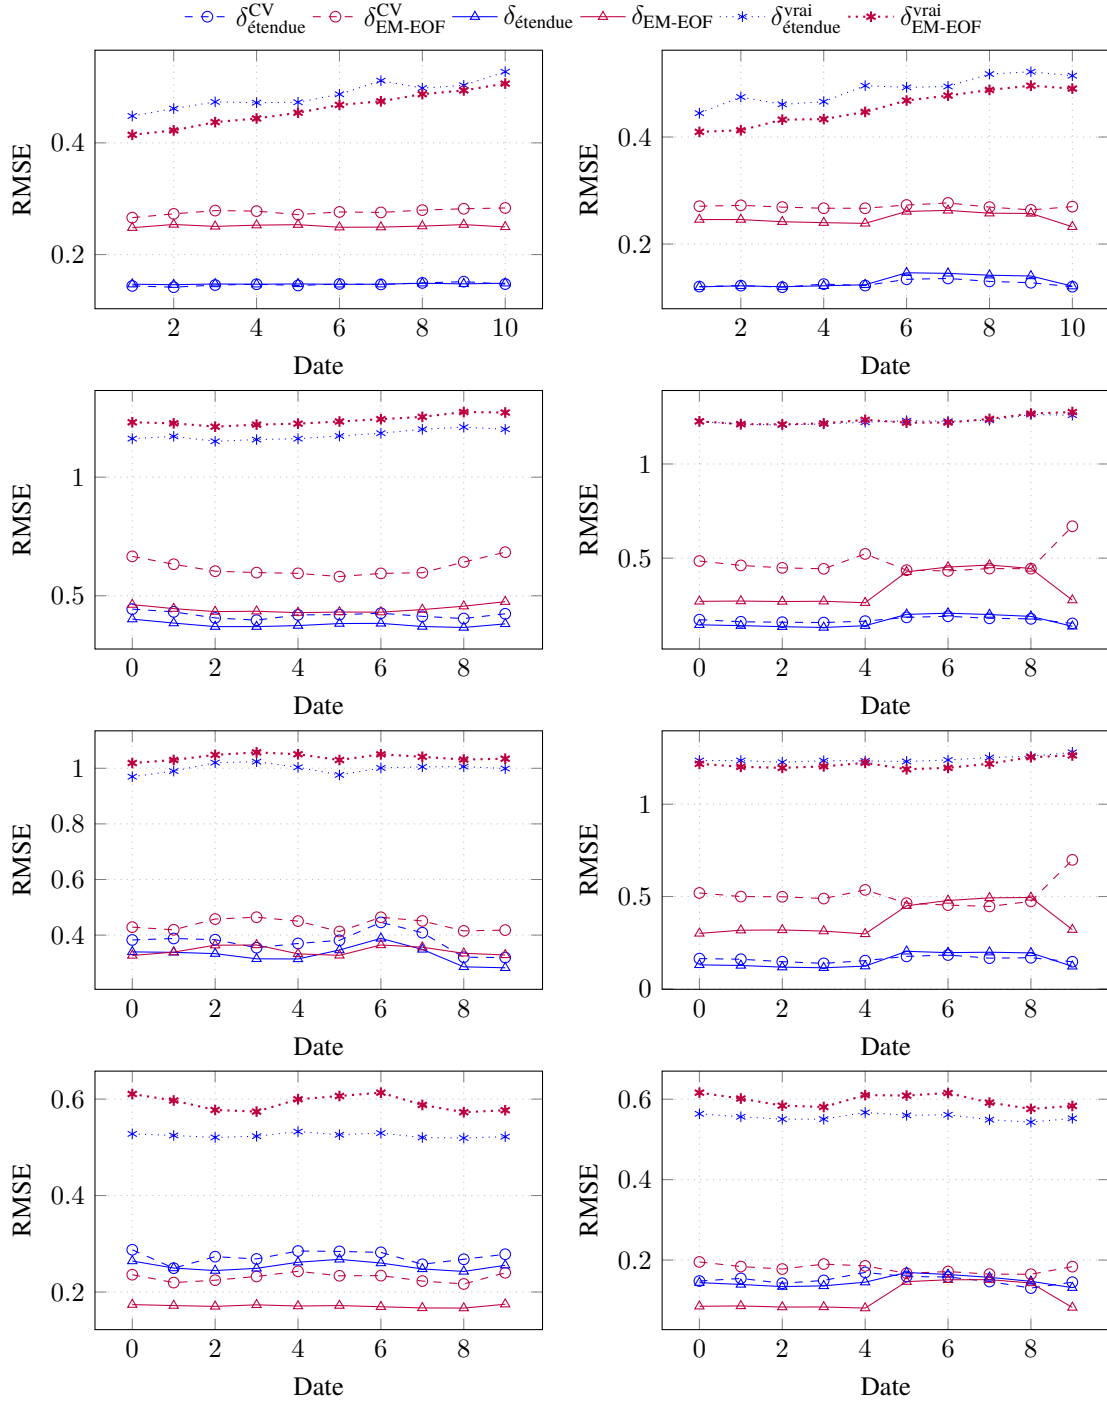 δ^CV_étendue δ^CV_EM-EOF δ_étendue δ_EM-EOF δ^vrai_étendue δ^vrai_EM-EOF
0.4
0.2
RMSE
2 4 6 8 10
Date
0.4
0.2
RMSE
2 4 6 8 10
Date
1
0.5
RMSE
0 2 4 6 8
Date
1
0.5
RMSE
0 2 4 6 8
Date
1
0.8
0.6
0.4
RMSE
0 2 4 6 8
Date
1
0.5
0
RMSE
0 2 4 6 8
Date
0.6
0.4
0.2
RMSE
0 2 4 6 8
Date
0.6
0.4
0.2
RMSE
0 2 4 6 8
Date